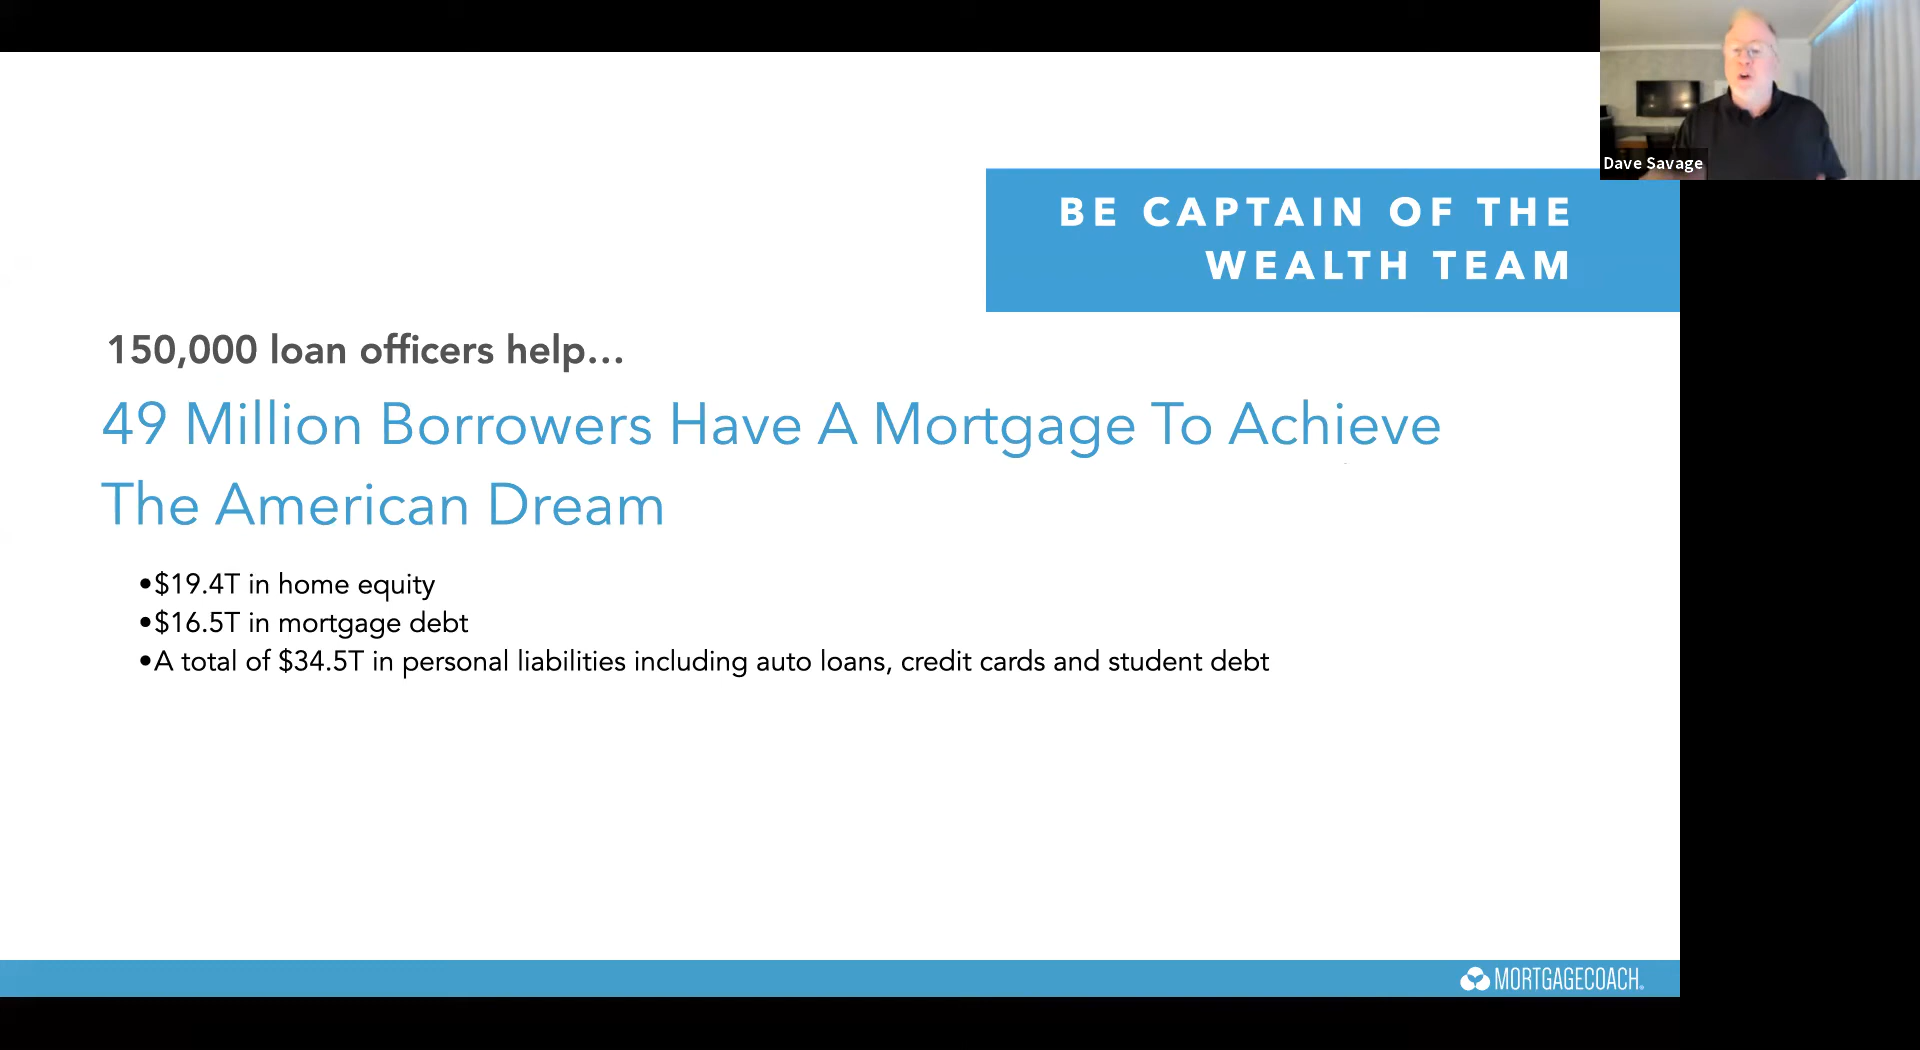 Dave Savage
BE CAPTAIN OF THE
WEALTH TEAM
150,000 loan officers help...
49 Million Borrowers Have A Mortgage To Achieve
The American Dream
•$19.4T in home equity
•$16.5T in mortgage debt
•A total of $34.5T in personal liabilities including auto loans, credit cards and student debt
MORTGAGECOACH®